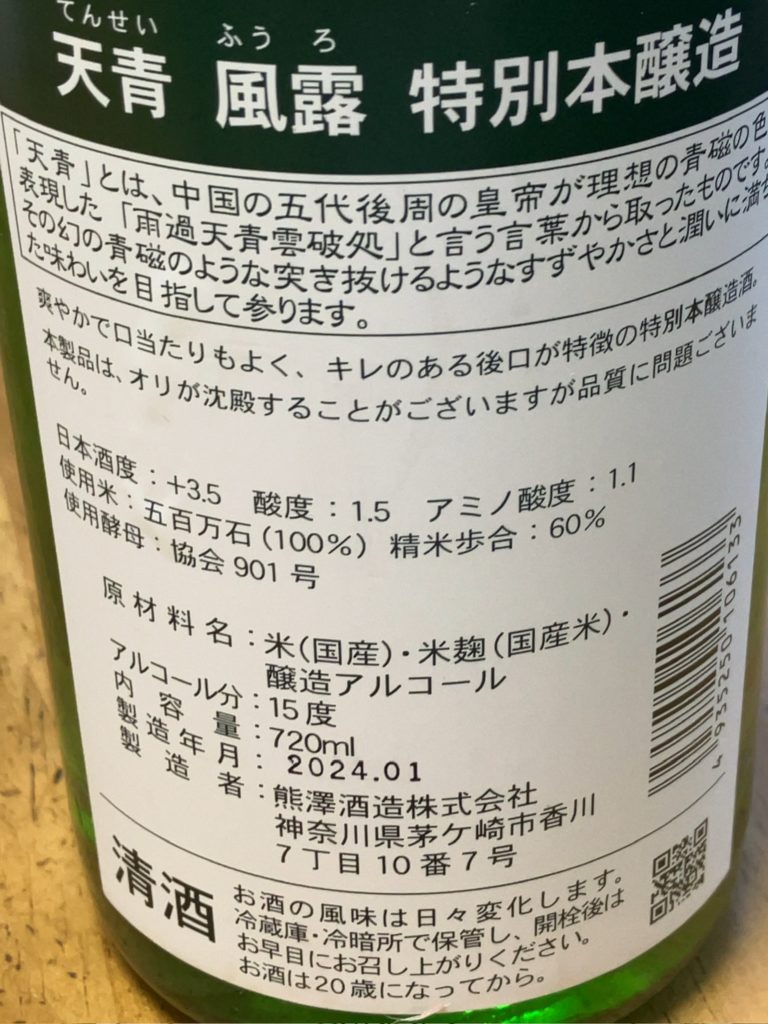 てんせい ふうろ
天青 風露 特別本醸造
「天青」とは、中国の五代後周の皇帝が理想の青磁の色
表現した「雨過天青雲破処」と言う言葉から取ったものです。
その幻の青磁のような突き抜けるようなすずやかさと潤いに満ち
た味わいを目指して参ります。
爽やかで口当たりもよく、キレのある後口が特徴の特別本醸造酒。
本製品は、オリが沈殿することがございますが品質に問題ございま
せん。
日本酒度：+3.5 酸度：1.5 アミノ酸度：1.1
使用米：五百万石（100%） 精米歩合：60%
使用酵母：協会901号
原材料名：米（国産）・米麹（国産米）・
醸造アルコール
アルコール分：15度
内容量：720ml
製造年月：2024.01
製造者：熊澤酒造株式会社
神奈川県茅ケ崎市香川
7丁目10番7号
4 935250 106133
清酒
お酒の風味は日々変化します。
冷蔵庫・冷暗所で保管し、開栓後は
お早目にお召し上がりください。
お酒は20歳になってから。